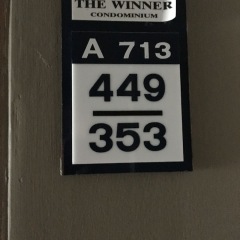 THE WINNER
CONDOMINIUM
A 713
449
353